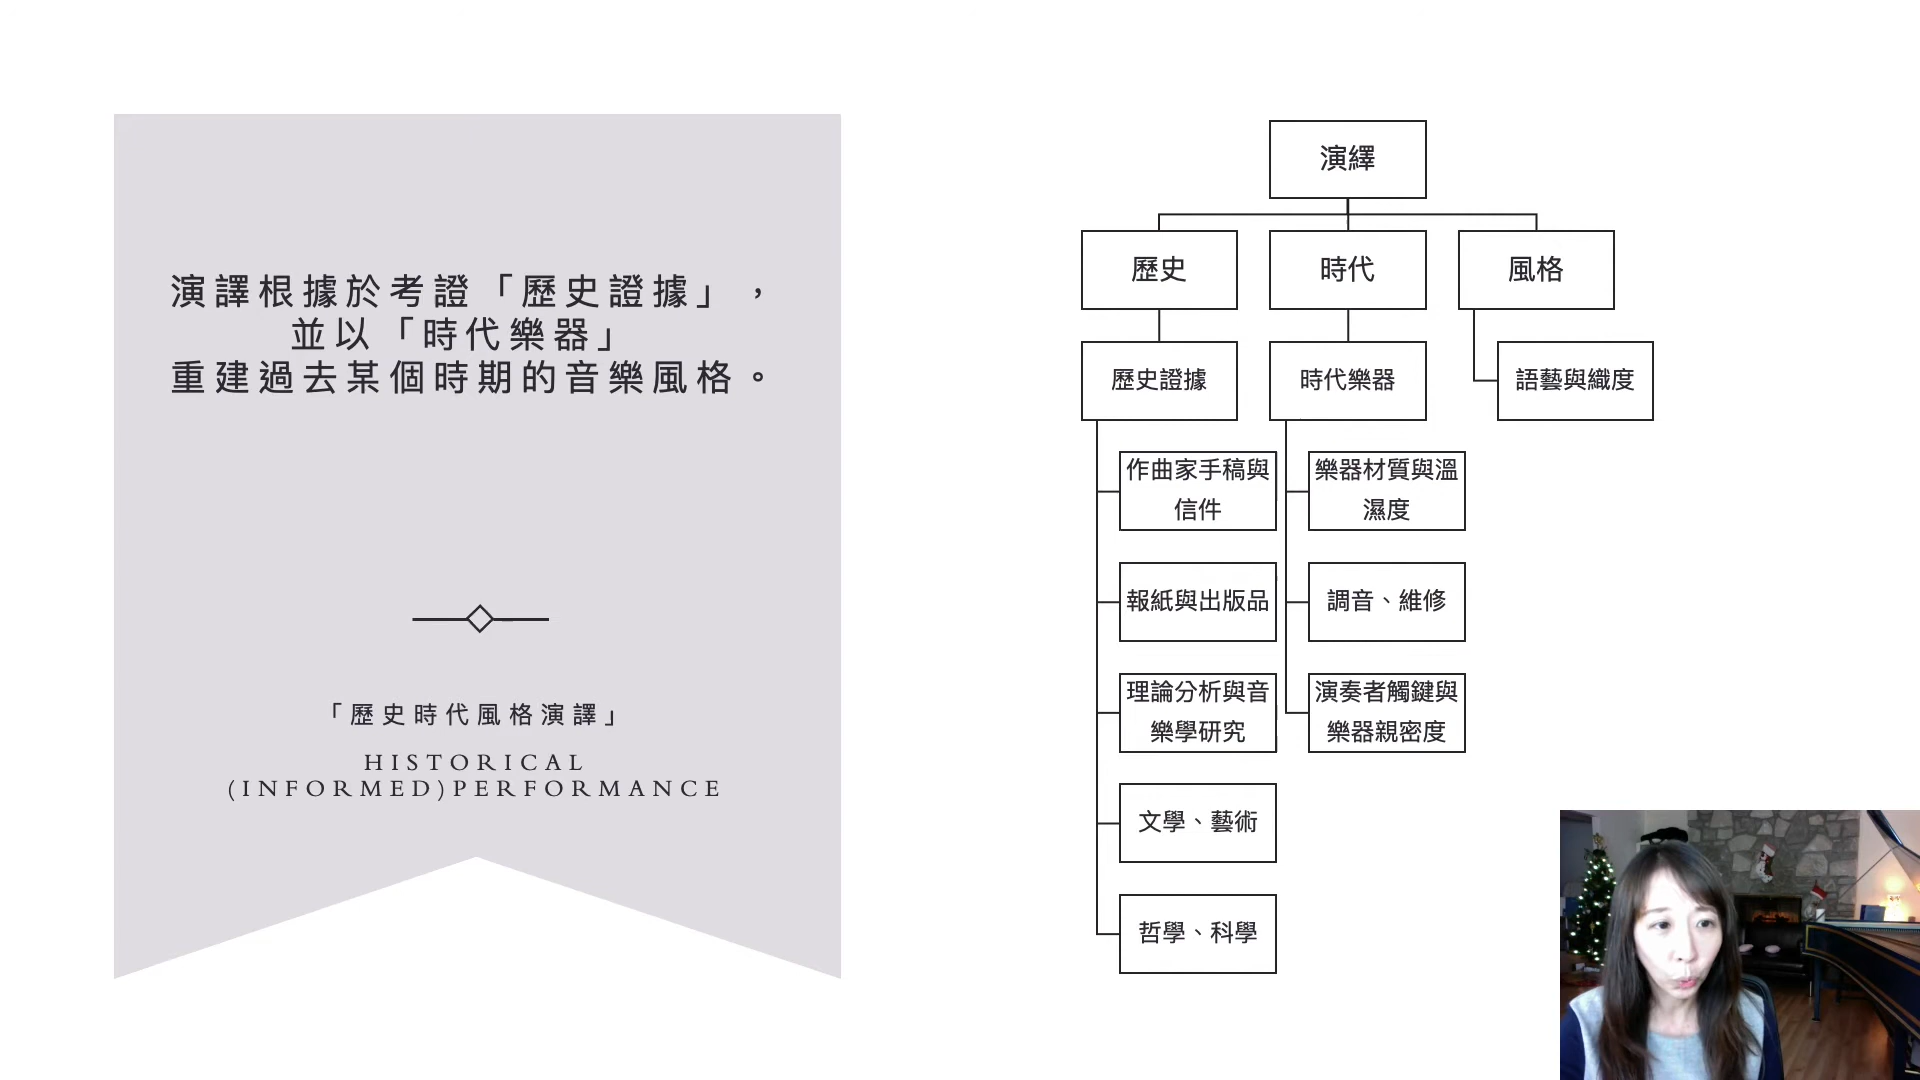 演譯根據於考證「歷史證據」，
並以「時代樂器」
重建過去某個時期的音樂風格。
「歷史時代風格演譯」
HISTORICAL
(INFORMED)PERFORMANCE
演繹
歷史
時代
風格
歷史證據
時代樂器
語藝與織度
作曲家手稿與
信件
樂器材質與溫
濕度
報紙與出版品
調音、維修
理論分析與音
樂學研究
演奏者觸鍵與
樂器親密度
文學、藝術
哲學、科學